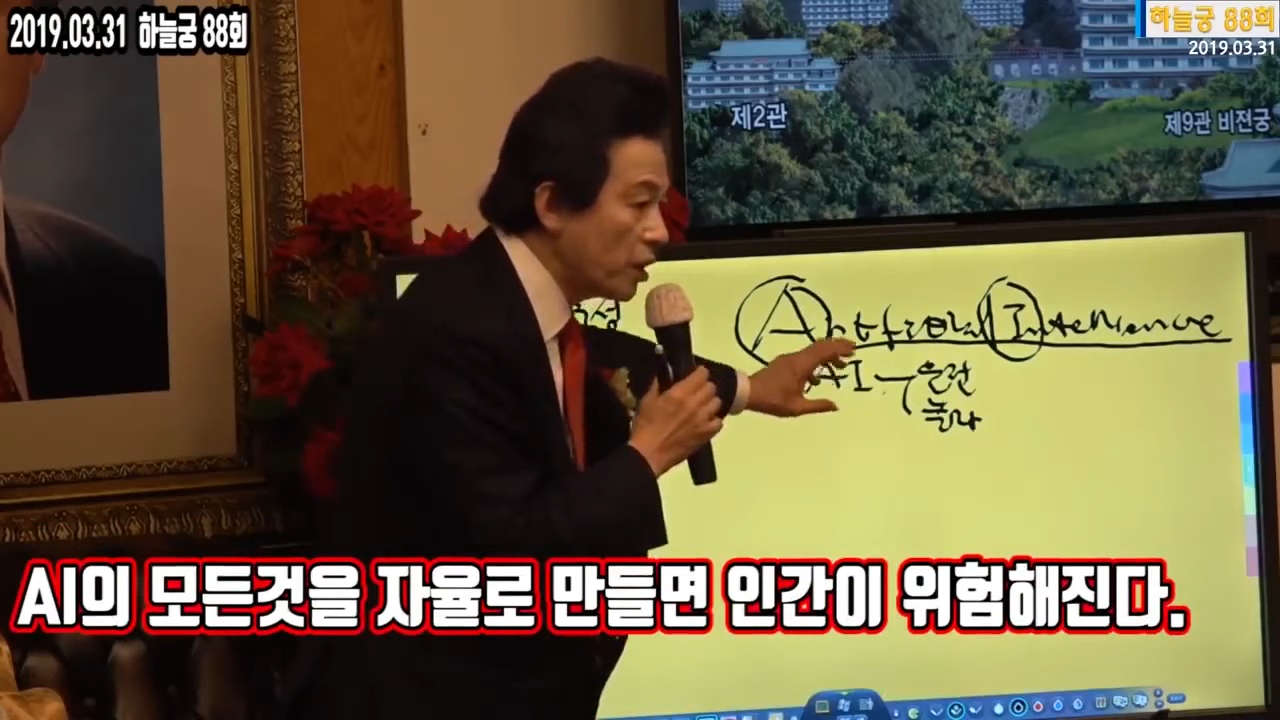 2019.03.31 하늘궁 88회
하늘궁 88회
2019.03.31
제2관
제9관 비전궁
AI
운전
AI의 모든것을 자율로 만들면 인간이 위험해진다.